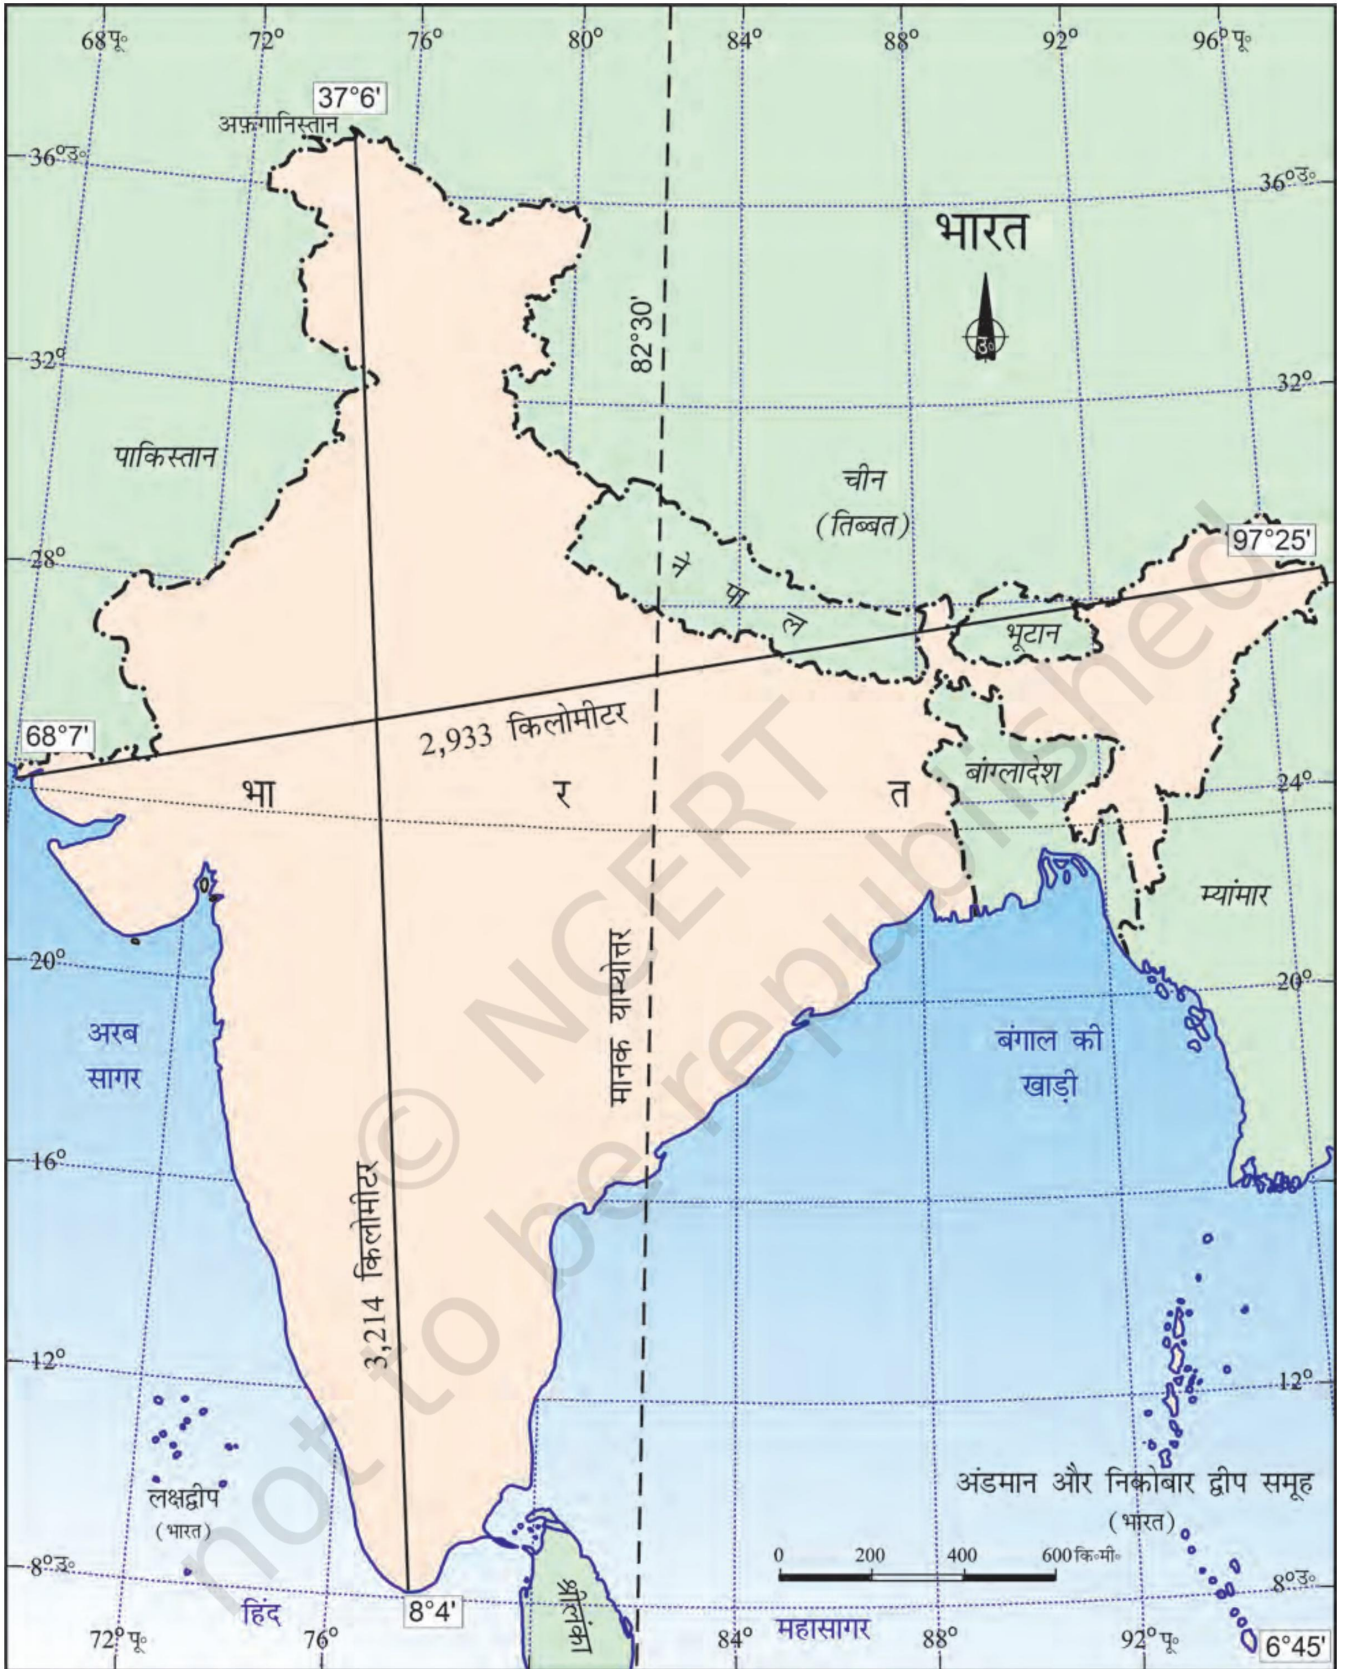 68°पू॰ 72° 76° 80° 84° 88° 92° 96°पू॰
37°6'
अफ़गानिस्तान
36°उ॰
36°उ॰
भारत
उ॰
82°30'
32°
32°
पाकिस्तान
चीन
(तिब्बत)
97°25'
28°
नेपाल
भूटान
2,933 किलोमीटर
68°7'
बांग्लादेश
भा र त
24°
म्यांमार
मानक याम्योत्तर
20°
20°
अरब
सागर
बंगाल की
खाड़ी
16°
3,214 किलोमीटर
12°
12°
लक्षद्वीप
(भारत)
अंडमान और निकोबार द्वीप समूह
(भारत)
0 200 400 600 कि॰मी॰
8°उ॰
8°उ॰
श्रीलंका
8°4'
हिंद
महासागर
72°पू॰ 76° 84° 88° 92°पू॰
6°45'
© NCERT
not to be republished